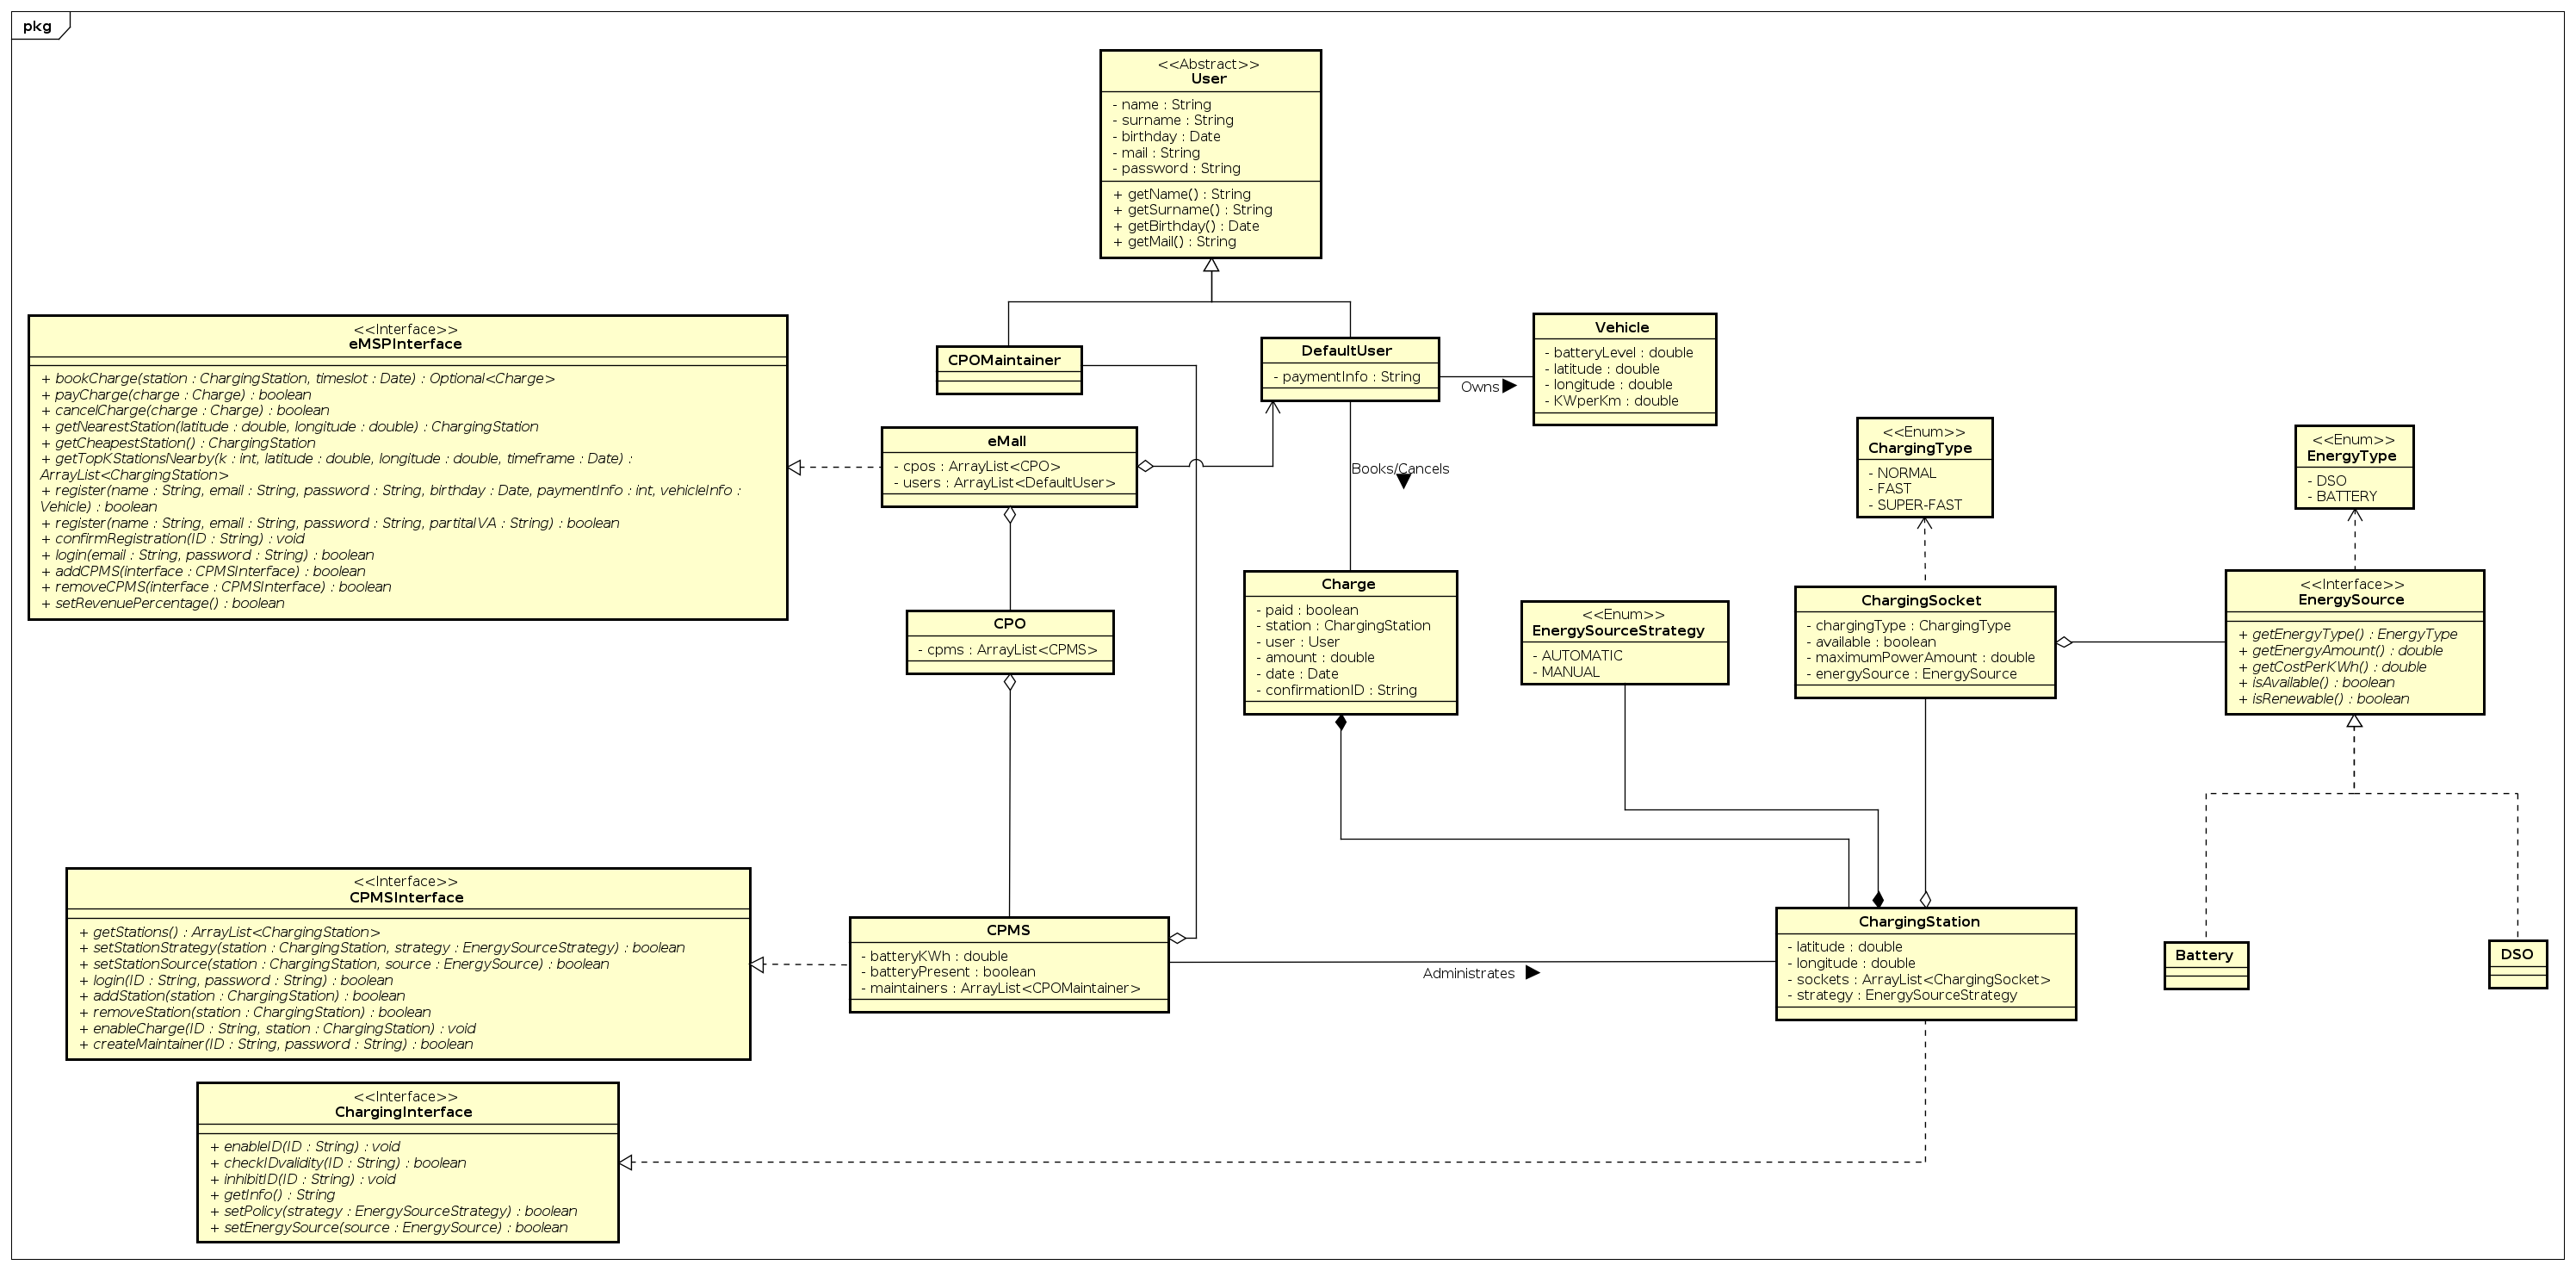 pkg
<<Abstract>>
User
- name : String
- surname : String
- birthday : Date
- mail : String
- password : String
+ getName() : String
+ getSurname() : String
+ getBirthday() : Date
+ getMail() : String
<<Interface>>
eMSPInterface
+ bookCharge(station : ChargingStation, timeslot : Date) : Optional<Charge>
+ payCharge(charge : Charge) : boolean
+ cancelCharge(charge : Charge) : boolean
+ getNearestStation(latitude : double, longitude : double) : ChargingStation
+ getCheapestStation() : ChargingStation
+ getTopKStationsNearby(k : int, latitude : double, longitude : double, timeframe : Date) :
ArrayList<ChargingStation>
+ register(name : String, email : String, password : String, birthday : Date, paymentInfo : int, vehicleInfo :
Vehicle) : boolean
+ register(name : String, email : String, password : String, partitaIVA : String) : boolean
+ confirmRegistration(ID : String) : void
+ login(email : String, password : String) : boolean
+ addCPMS(interface : CPMSInterface) : boolean
+ removeCPMS(interface : CPMSInterface) : boolean
+ setRevenuePercentage() : boolean
CPOMaintainer
DefaultUser
- paymentInfo : String
Owns
Vehicle
- batteryLevel : double
- latitude : double
- longitude : double
- KWperKm : double
eMall
- cpos : ArrayList<CPO>
- users : ArrayList<DefaultUser>
Books/Cancels
<<Enum>>
ChargingType
- NORMAL
- FAST
- SUPER-FAST
<<Enum>>
EnergyType
- DSO
- BATTERY
CPO
- cpms : ArrayList<CPMS>
Charge
- paid : boolean
- station : ChargingStation
- user : User
- amount : double
- date : Date
- confirmationID : String
<<Enum>>
EnergySourceStrategy
- AUTOMATIC
- MANUAL
ChargingSocket
- chargingType : ChargingType
- available : boolean
- maximumPowerAmount : double
- energySource : EnergySource
<<Interface>>
EnergySource
+ getEnergyType() : EnergyType
+ getEnergyAmount() : double
+ getCostPerKWh() : double
+ isAvailable() : boolean
+ isRenewable() : boolean
<<Interface>>
CPMSInterface
+ getStations() : ArrayList<ChargingStation>
+ setStationStrategy(station : ChargingStation, strategy : EnergySourceStrategy) : boolean
+ setStationSource(station : ChargingStation, source : EnergySource) : boolean
+ login(ID : String, password : String) : boolean
+ addStation(station : ChargingStation) : boolean
+ removeStation(station : ChargingStation) : boolean
+ enableCharge(ID : String, station : ChargingStation) : void
+ createMaintainer(ID : String, password : String) : boolean
CPMS
- batteryKWh : double
- batteryPresent : boolean
- maintainers : ArrayList<CPOMaintainer>
Administrates
ChargingStation
- latitude : double
- longitude : double
- sockets : ArrayList<ChargingSocket>
- strategy : EnergySourceStrategy
Battery
DSO
<<Interface>>
ChargingInterface
+ enableID(ID : String) : void
+ checkIDvalidity(ID : String) : boolean
+ inhibitID(ID : String) : void
+ getInfo() : String
+ setPolicy(strategy : EnergySourceStrategy) : boolean
+ setEnergySource(source : EnergySource) : boolean